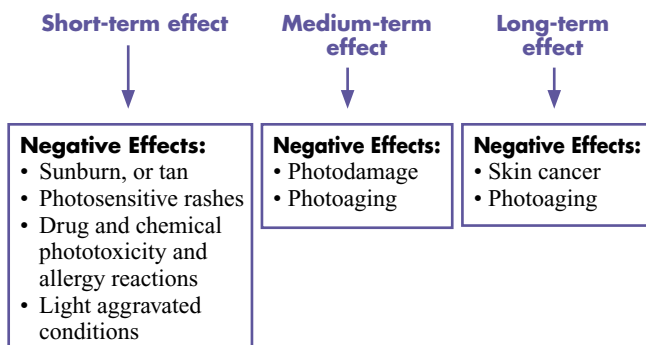 Short-term effect
Medium-term
effect
Long-term
effect
Negative Effects:
• Sunburn, or tan
• Photosensitive rashes
• Drug and chemical
phototoxicity and
allergy reactions
• Light aggravated
conditions
Negative Effects:
• Photodamage
• Photoaging
Negative Effects:
• Skin cancer
• Photoaging